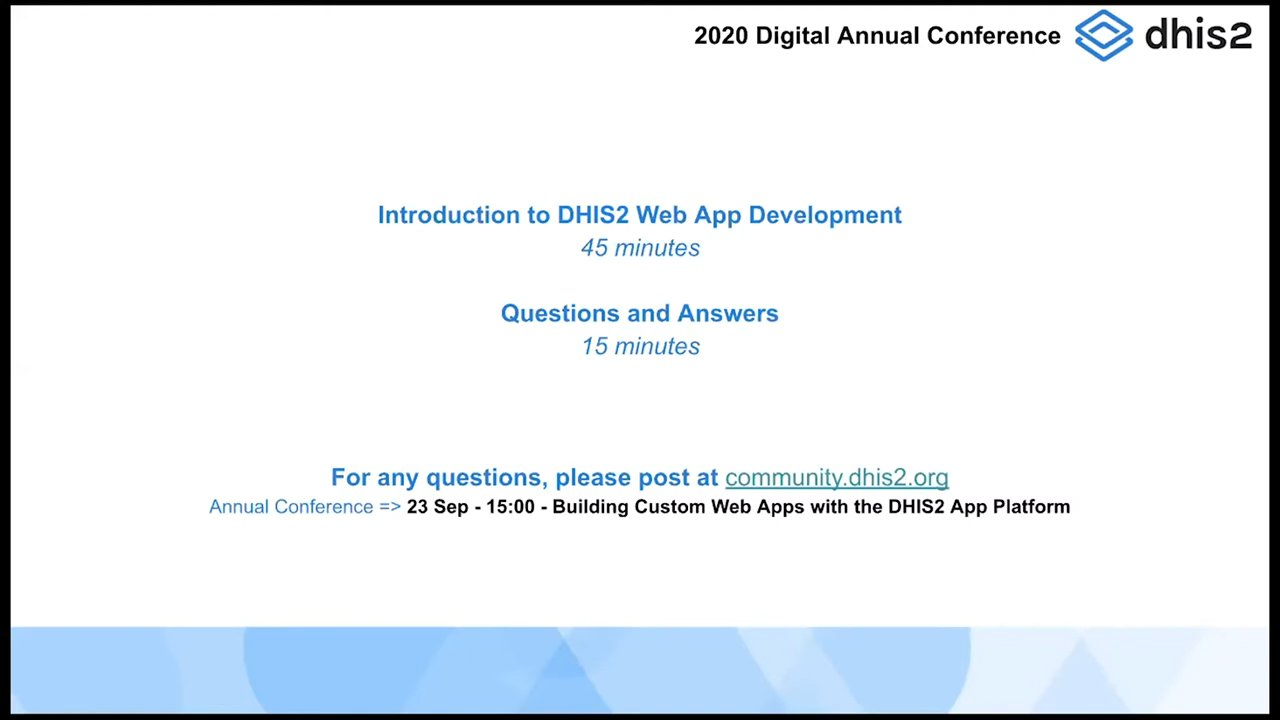 2020 Digital Annual Conference dhis2
Introduction to DHIS2 Web App Development
45 minutes
Questions and Answers
15 minutes
For any questions, please post at community.dhis2.org
Annual Conference => 23 Sep - 15:00 - Building Custom Web Apps with the DHIS2 App Platform